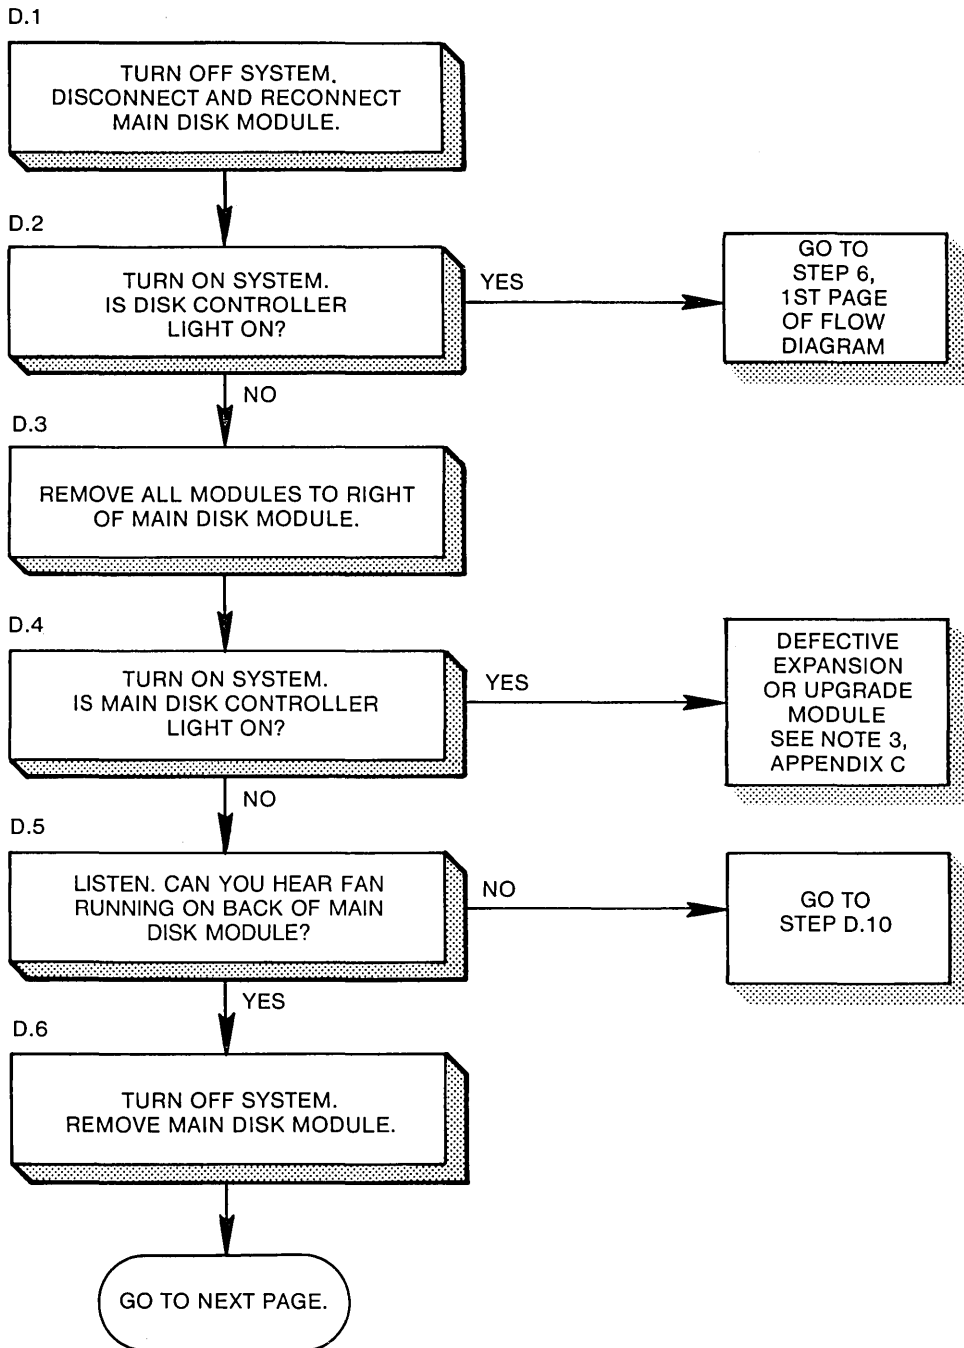 D.1
TURN OFF SYSTEM.
DISCONNECT AND RECONNECT
MAIN DISK MODULE.
D.2
TURN ON SYSTEM.
IS DISK CONTROLLER
LIGHT ON?
YES
GO TO
STEP 6,
1ST PAGE
OF FLOW
DIAGRAM
NO
D.3
REMOVE ALL MODULES TO RIGHT
OF MAIN DISK MODULE.
D.4
TURN ON SYSTEM.
IS MAIN DISK CONTROLLER
LIGHT ON?
YES
DEFECTIVE
EXPANSION
OR UPGRADE
MODULE
SEE NOTE 3,
APPENDIX C
NO
D.5
LISTEN. CAN YOU HEAR FAN
RUNNING ON BACK OF MAIN
DISK MODULE?
NO
GO TO
STEP D.10
YES
D.6
TURN OFF SYSTEM.
REMOVE MAIN DISK MODULE.
GO TO NEXT PAGE.